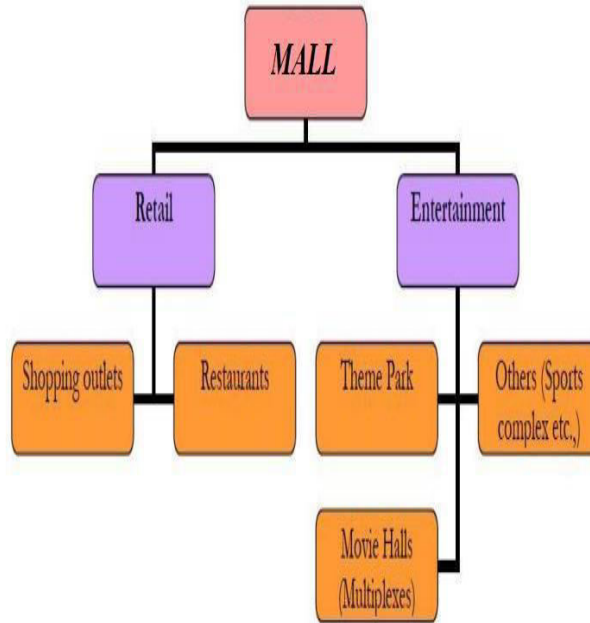 MALL
Retail
Entertainment
Shopping outlets
Restaurants
Theme Park
Others (Sports
complex etc.,)
Movie Halls
(Multiplexes)